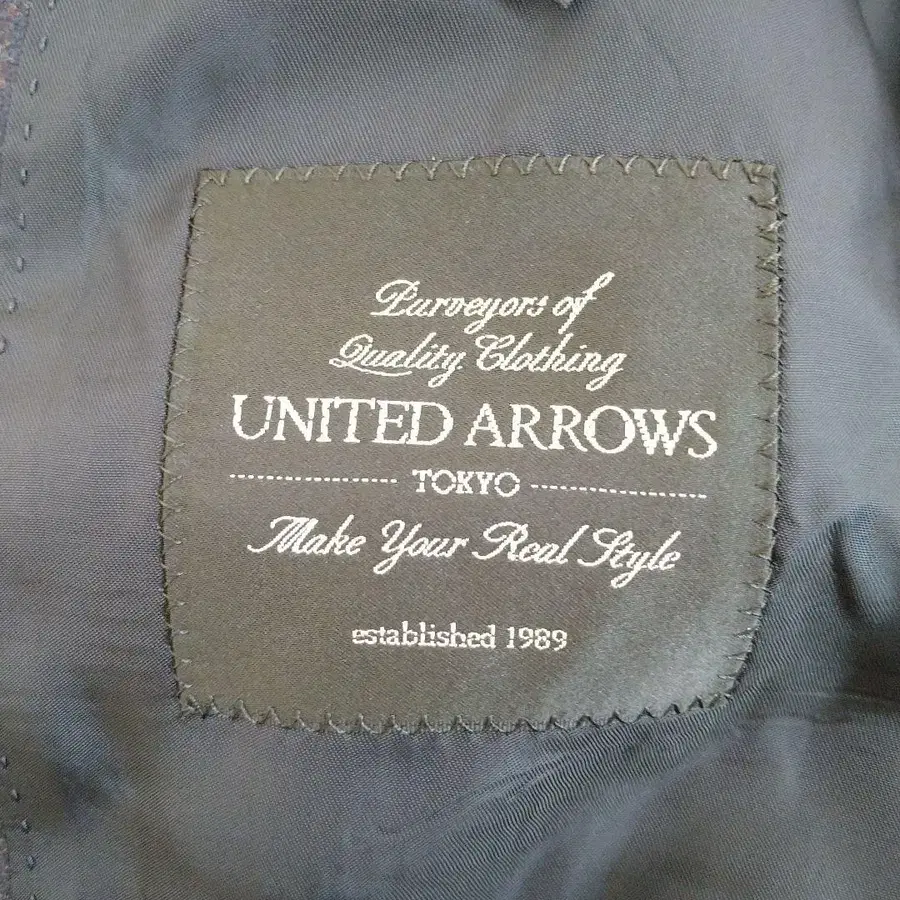 Purveyors of
Quality Clothing
UNITED ARROWS
TOKYO
Make Your Real Style
established 1989